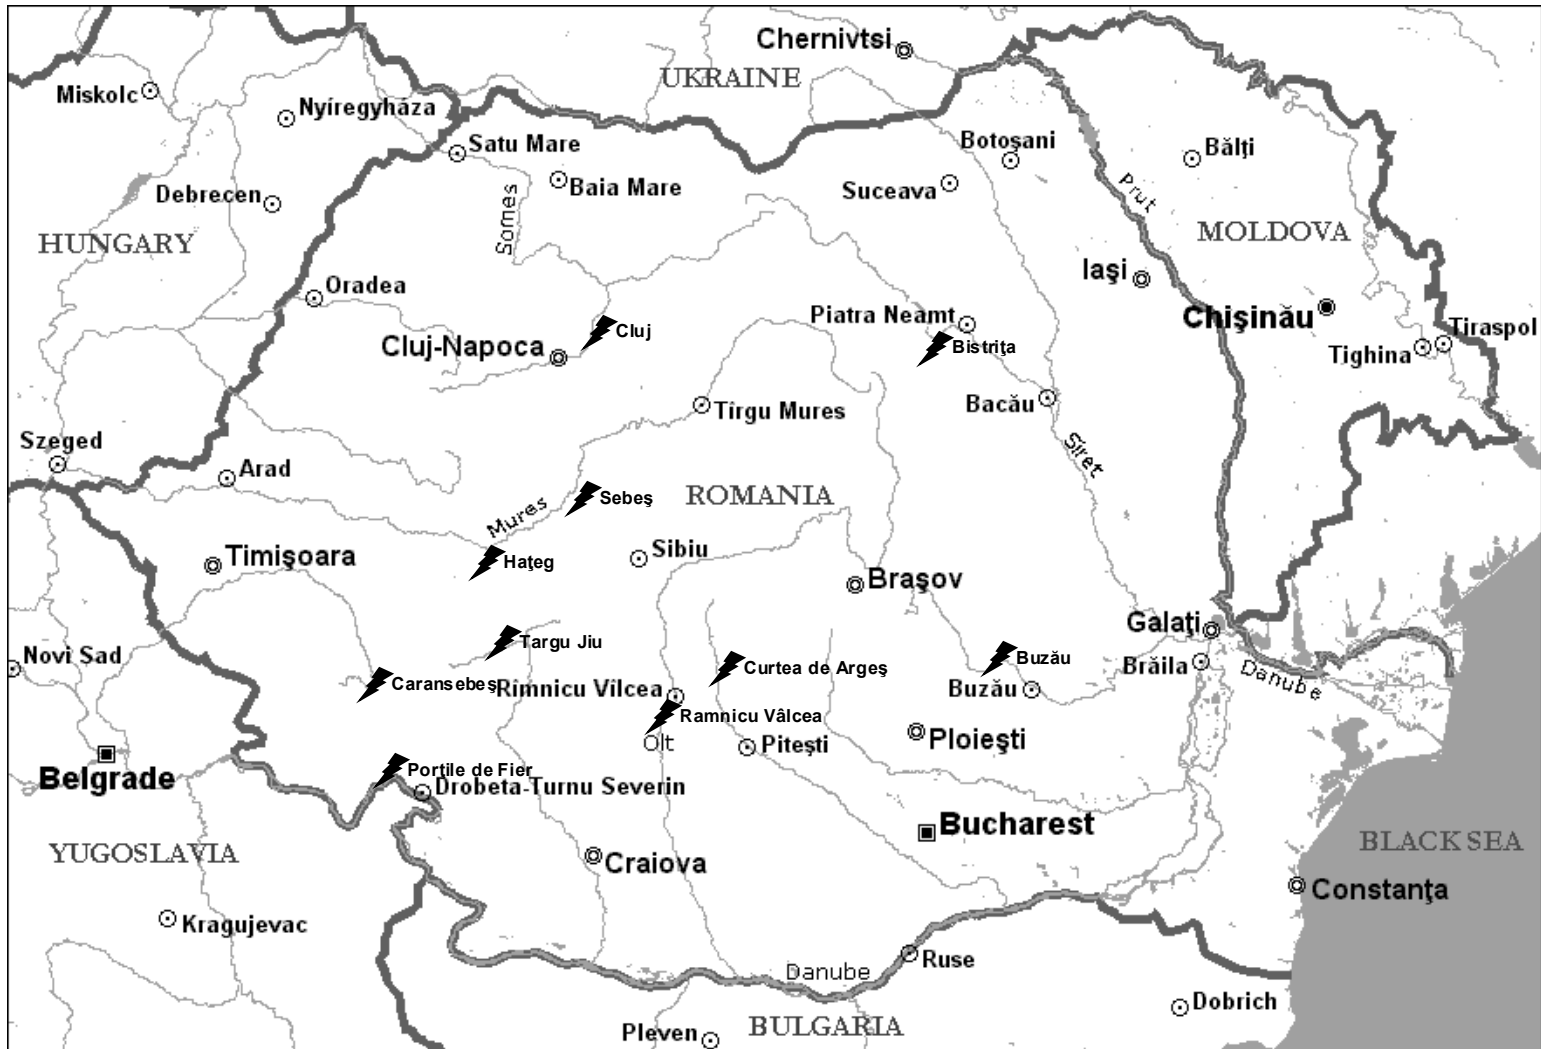 Chernivtsi
UKRAINE
Miskolc
Nyíregyháza
Satu Mare
Botoşani
Bălţi
Baia Mare
Suceava
Debrecen
Somes
Prut
HUNGARY
MOLDOVA
Iaşi
Oradea
Piatra Neamt
Chişinău
Cluj
Tiraspol
Cluj-Napoca
Bistriţa
Tighina
Tîrgu Mures
Bacău
Szeged
Siret
Arad
Sebeş
ROMANIA
Mures
Timişoara
Haţeg
Sibiu
Braşov
Galaţi
Targu Jiu
Novi Sad
Curtea de Argeş
Buzău
Brăila
Danube
Caransebeş
Rîmnicu Vîlcea
Buzău
Ramnicu Vâlcea
Olt
Piteşti
Ploieşti
Belgrade
Porţile de Fier
Drobeta-Turnu Severin
Bucharest
YUGOSLAVIA
BLACK SEA
Craiova
Constanţa
Kragujevac
Ruse
Danube
Dobrich
Pleven
BULGARIA